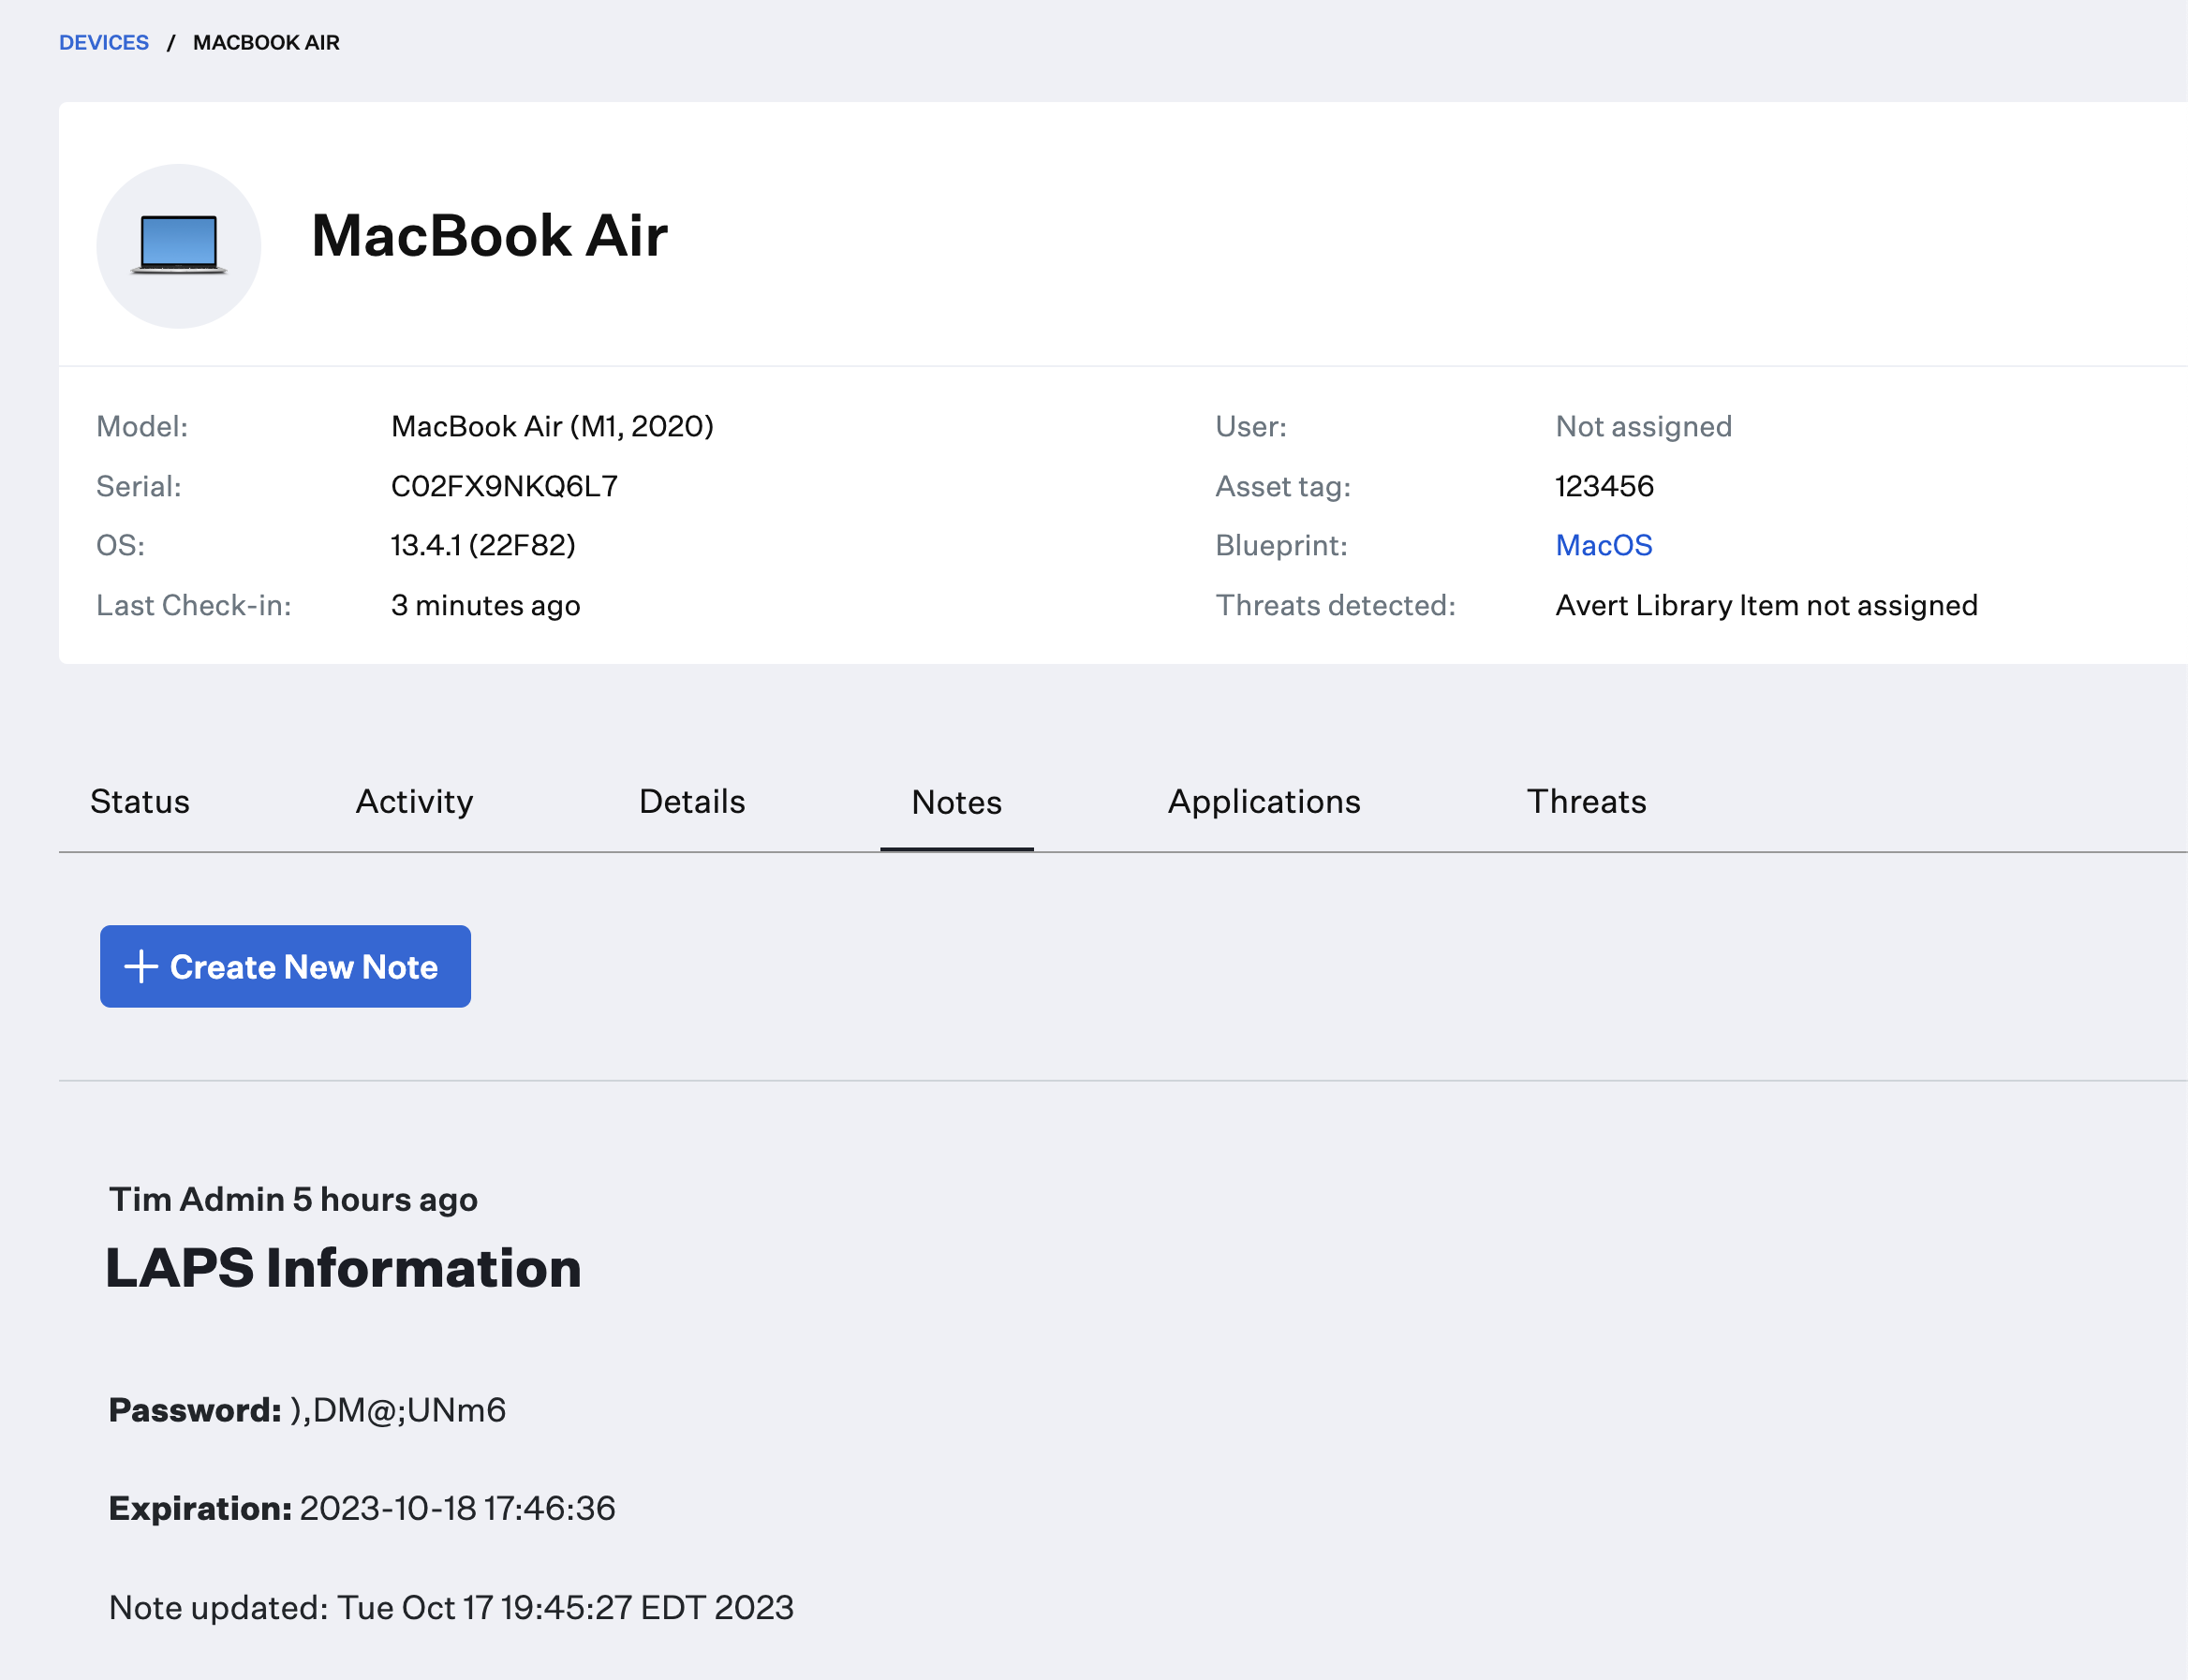 DEVICES / MACBOOK AIR
MacBook Air
Model: MacBook Air (M1, 2020) User: Not assigned
Serial: C02FX9NKQ6L7 Asset tag: 123456
OS: 13.4.1 (22F82) Blueprint: MacOS
Last Check-in: 3 minutes ago Threats detected: Avert Library Item not assigned
Status Activity Details Notes Applications Threats
+ Create New Note
Tim Admin 5 hours ago
LAPS Information
Password: ),DM@;UNm6
Expiration: 2023-10-18 17:46:36
Note updated: Tue Oct 17 19:45:27 EDT 2023